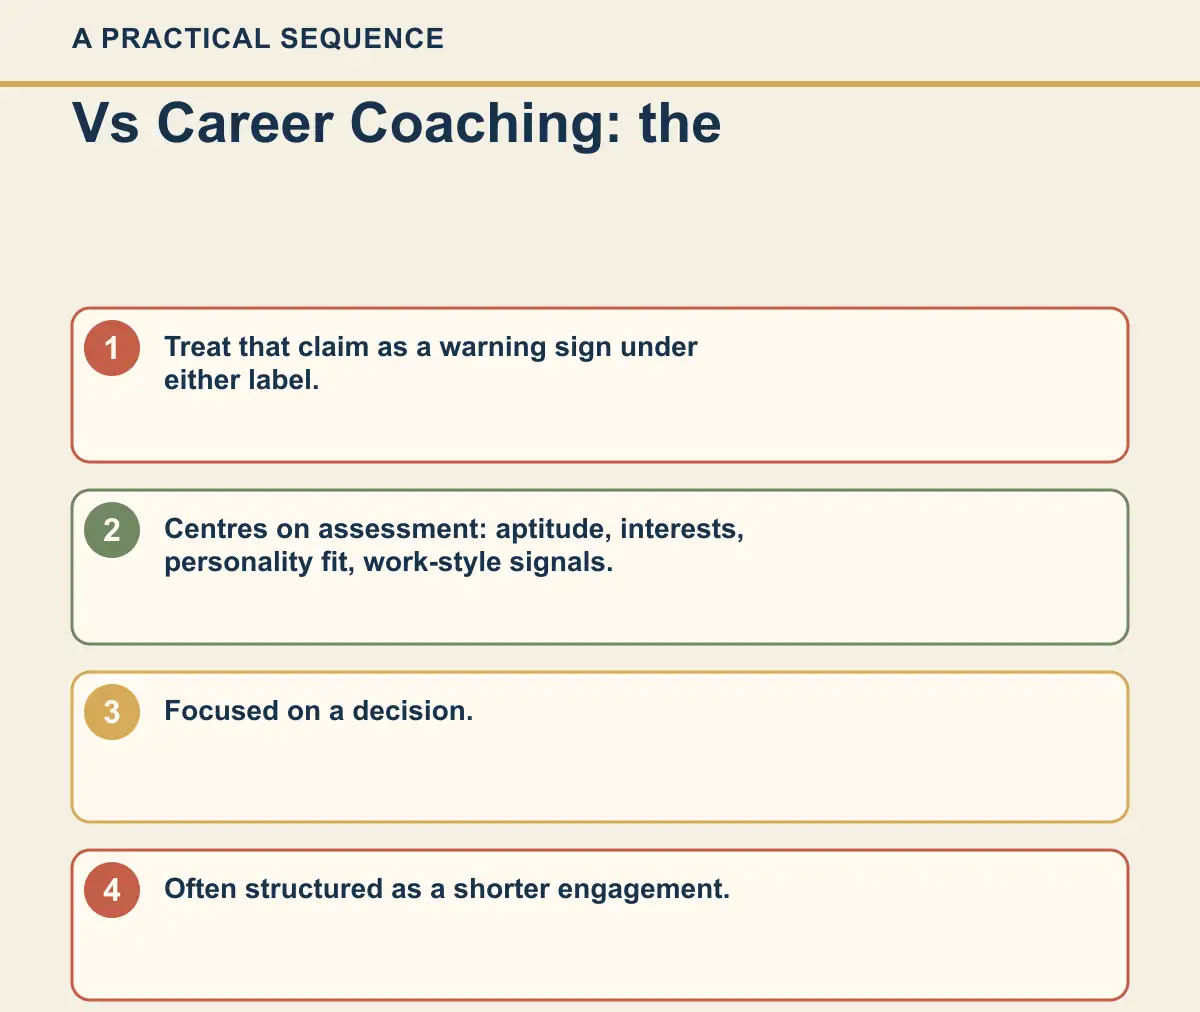 A PRACTICAL SEQUENCE
Vs Career Coaching: the
1
Treat that claim as a warning sign under
either label.
2
Centres on assessment: aptitude, interests,
personality fit, work-style signals.
3
Focused on a decision.
4
Often structured as a shorter engagement.